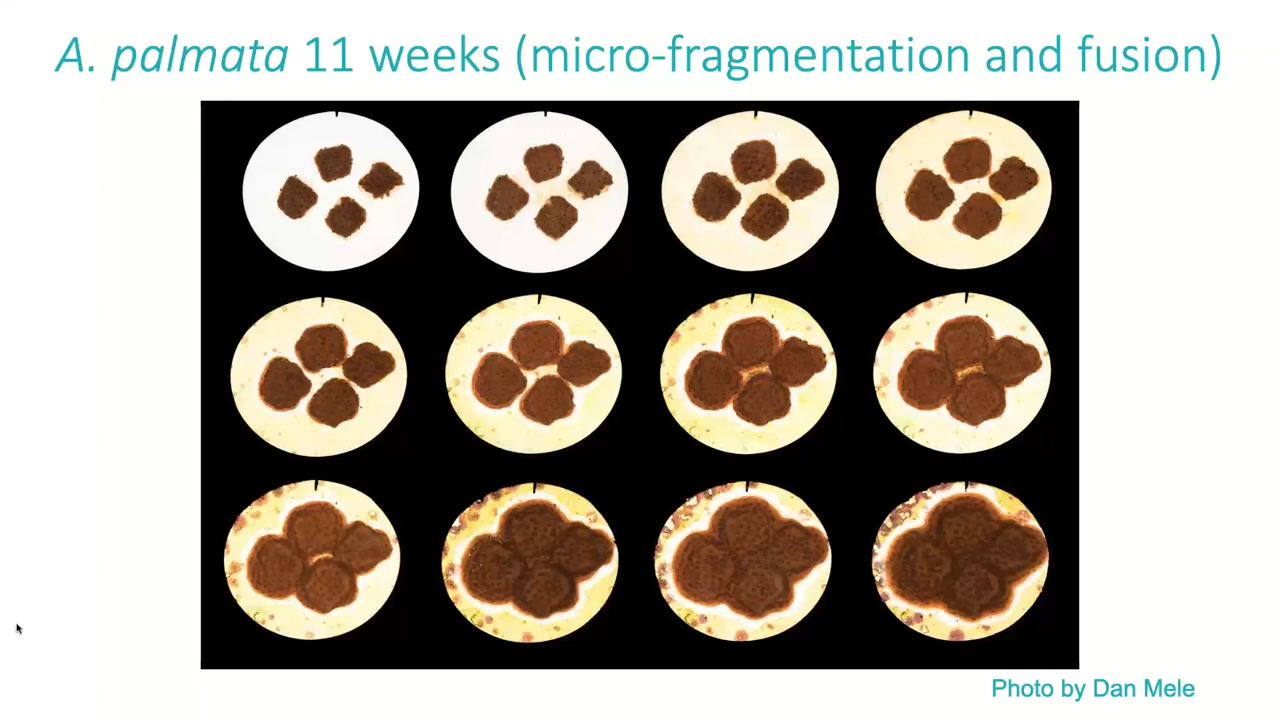 A. palmata 11 weeks (micro-fragmentation and fusion)
Photo by Dan Mele